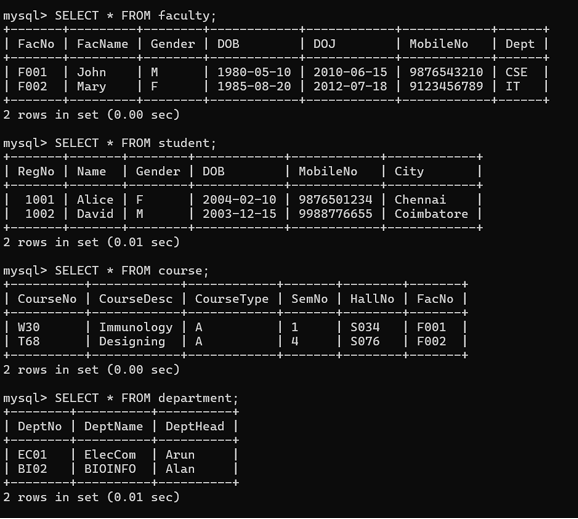 mysql> SELECT * FROM faculty;
+-------+---------+--------+------------+------------+------------+------+
| FacNo | FacName | Gender | DOB        | DOJ        | MobileNo   | Dept |
+-------+---------+--------+------------+------------+------------+------+
| F001  | John    | M      | 1980-05-10 | 2010-06-15 | 9876543210 | CSE  |
| F002  | Mary    | F      | 1985-08-20 | 2012-07-18 | 9123456789 | IT   |
+-------+---------+--------+------------+------------+------------+------+
2 rows in set (0.00 sec)

mysql> SELECT * FROM student;
+-------+-------+--------+------------+------------+------------+
| RegNo | Name  | Gender | DOB        | MobileNo   | City       |
+-------+-------+--------+------------+------------+------------+
|  1001 | Alice | F      | 2004-02-10 | 9876501234 | Chennai    |
|  1002 | David | M      | 2003-12-15 | 9988776655 | Coimbatore |
+-------+-------+--------+------------+------------+------------+
2 rows in set (0.01 sec)

mysql> SELECT * FROM course;
+----------+------------+------------+-------+--------+-------+
| CourseNo | CourseDesc | CourseType | SemNo | HallNo | FacNo |
+----------+------------+------------+-------+--------+-------+
| W30      | Immunology | A          | 1     | S034   | F001  |
| T68      | Designing  | A          | 4     | S076   | F002  |
+----------+------------+------------+-------+--------+-------+
2 rows in set (0.00 sec)

mysql> SELECT * FROM department;
+--------+----------+----------+
| DeptNo | DeptName | DeptHead |
+--------+----------+----------+
| EC01   | ElecCom  | Arun     |
| BI02   | BIOINFO  | Alan     |
+--------+----------+----------+
2 rows in set (0.01 sec)